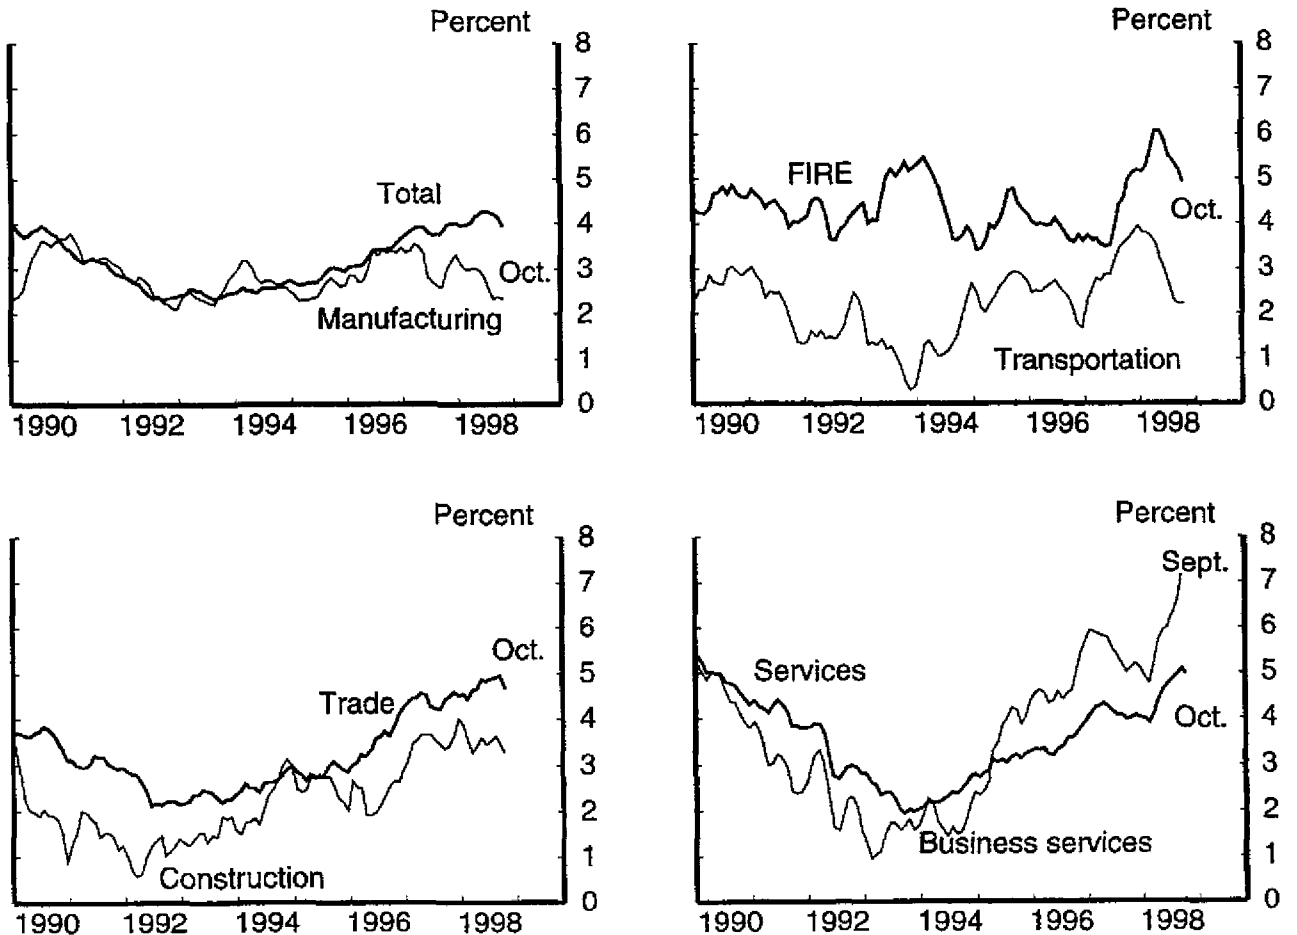 Percent
8
7
6
5
4
3
2
1
0
Total
Oct.
Manufacturing
1990 1992 1994 1996 1998
Percent
8
7
6
5
4
3
2
1
0
FIRE
Oct.
Transportation
1990 1992 1994 1996 1998
Percent
8
7
6
5
4
3
2
1
0
Oct.
Trade
Construction
1990 1992 1994 1996 1998
Percent
8
7
6
5
4
3
2
1
0
Sept.
Services
Oct.
Business services
1990 1992 1994 1996 1998